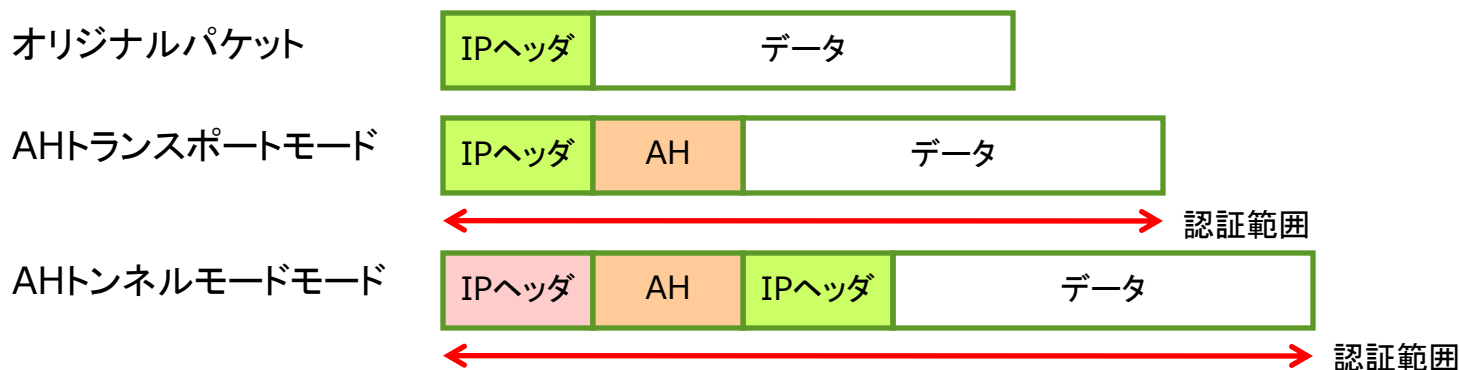 オリジナルパケット
IPヘッダ データ
AHトランスポートモード
IPヘッダ AH データ
認証範囲
AHトンネルモードモード
IPヘッダ AH IPヘッダ データ
認証範囲